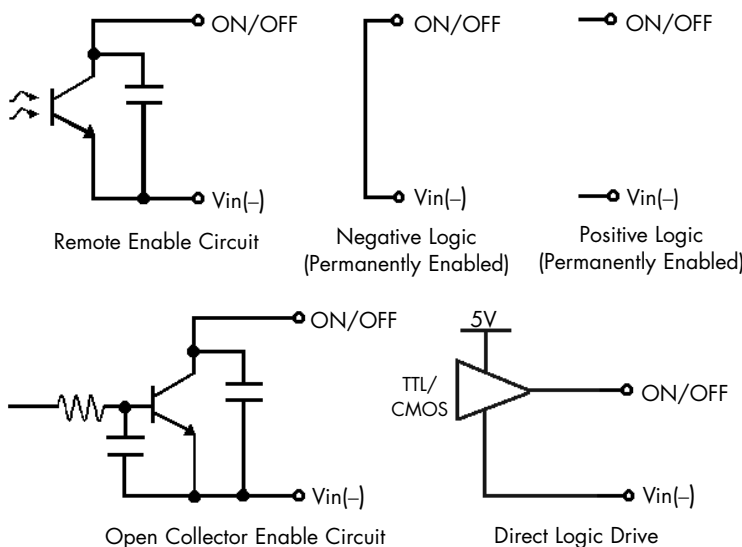 ON/OFF
Vin(–)
Remote Enable Circuit
ON/OFF
Vin(–)
Negative Logic
(Permanently Enabled)
ON/OFF
Vin(–)
Positive Logic
(Permanently Enabled)
ON/OFF
Vin(–)
Open Collector Enable Circuit
5V
TTL/
CMOS
ON/OFF
Vin(–)
Direct Logic Drive